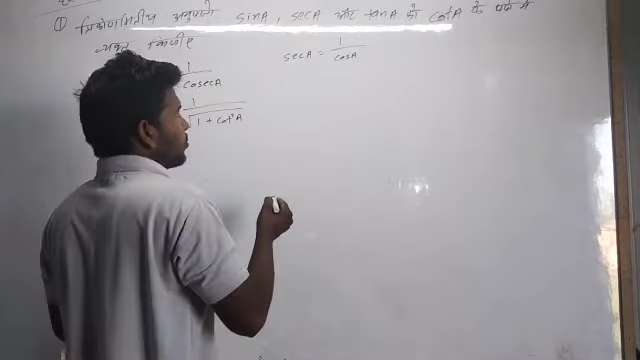 ① त्रिकोणमितीय अनुपातों sinA, secA और tanA को cotA के पदों में
व्यक्त कीजिए
1
cosecA
secA = 1/cosA
1
√1 + cot²A